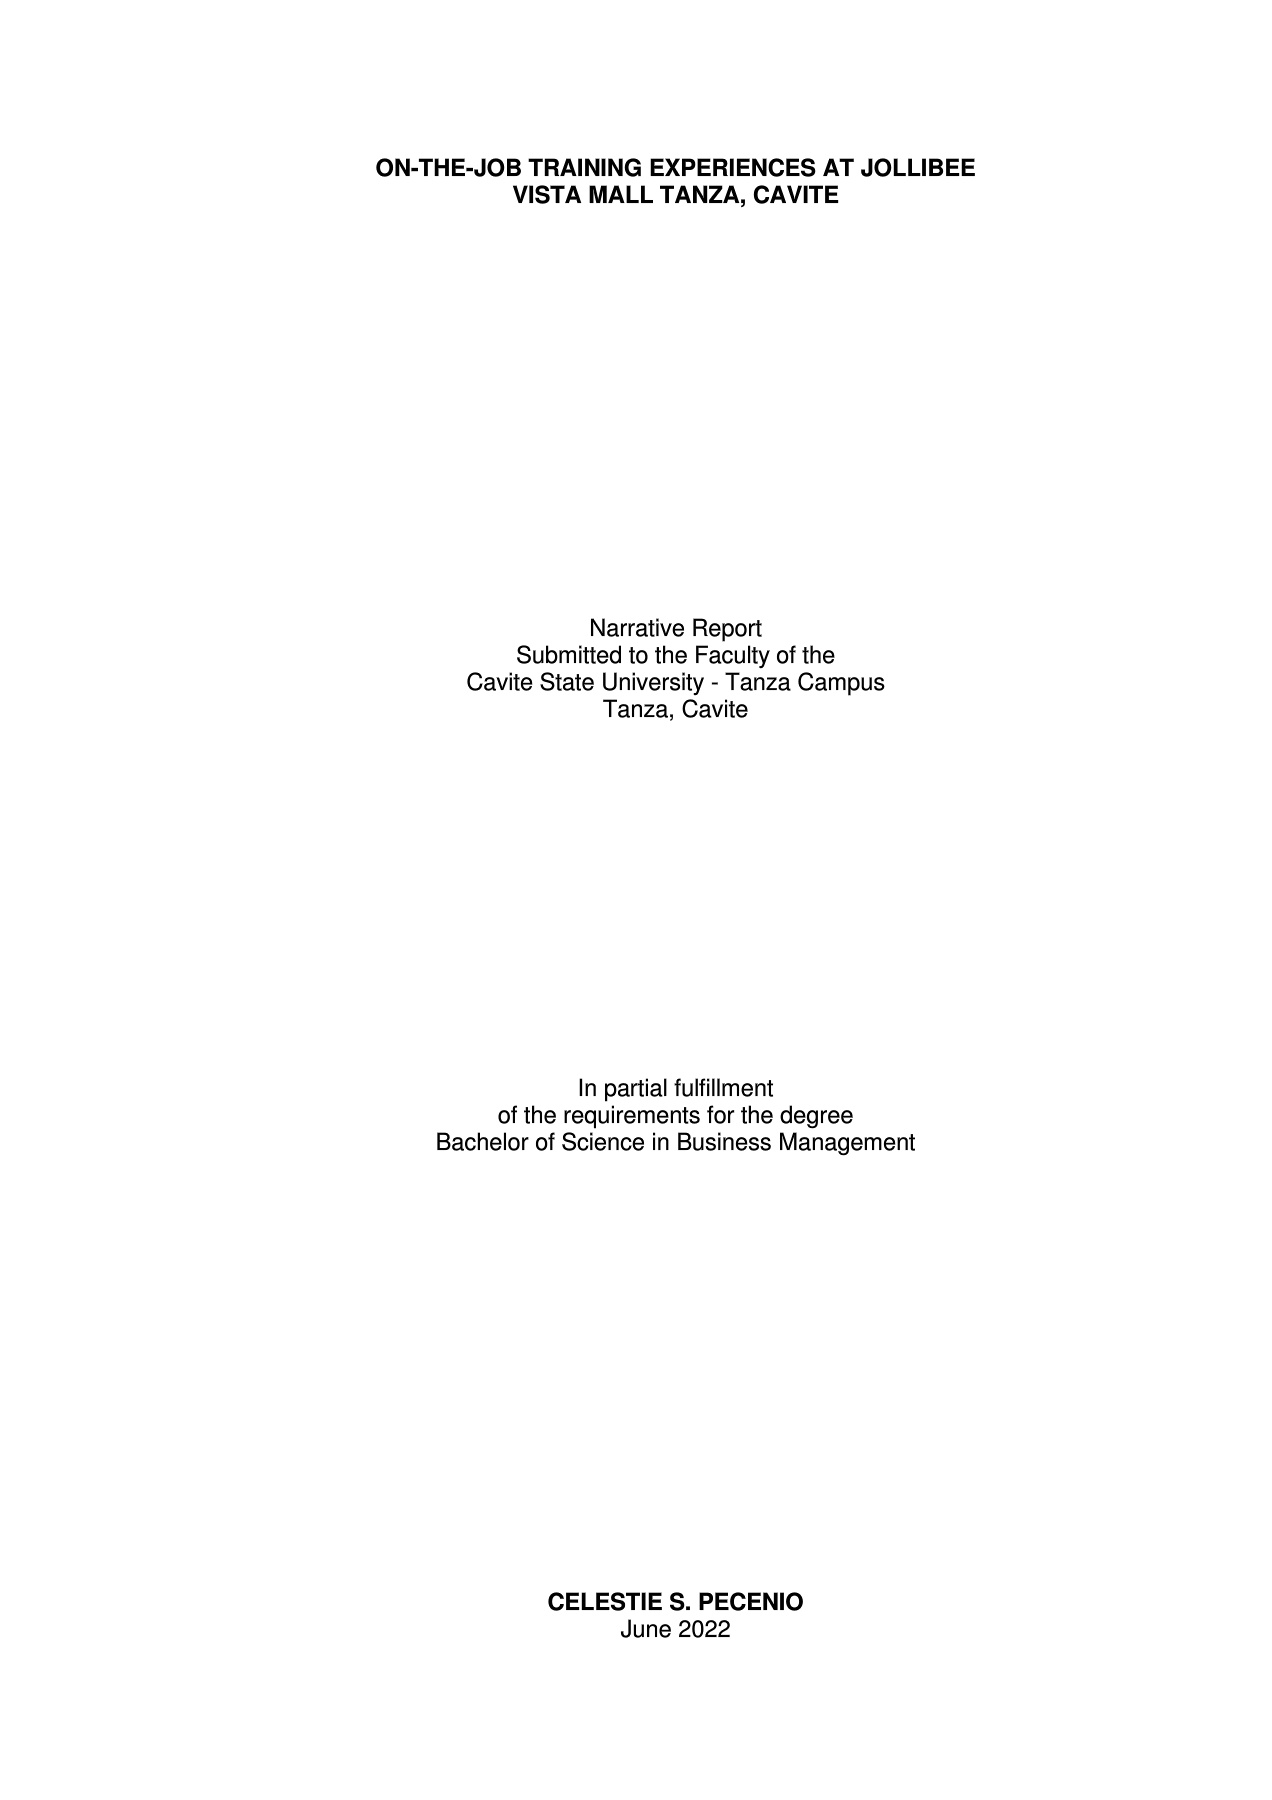 ON-THE-JOB TRAINING EXPERIENCES AT JOLLIBEE
VISTA MALL TANZA, CAVITE
Narrative Report
Submitted to the Faculty of the
Cavite State University - Tanza Campus
Tanza, Cavite
In partial fulfillment
of the requirements for the degree
Bachelor of Science in Business Management
CELESTIE S. PECENIO
June 2022